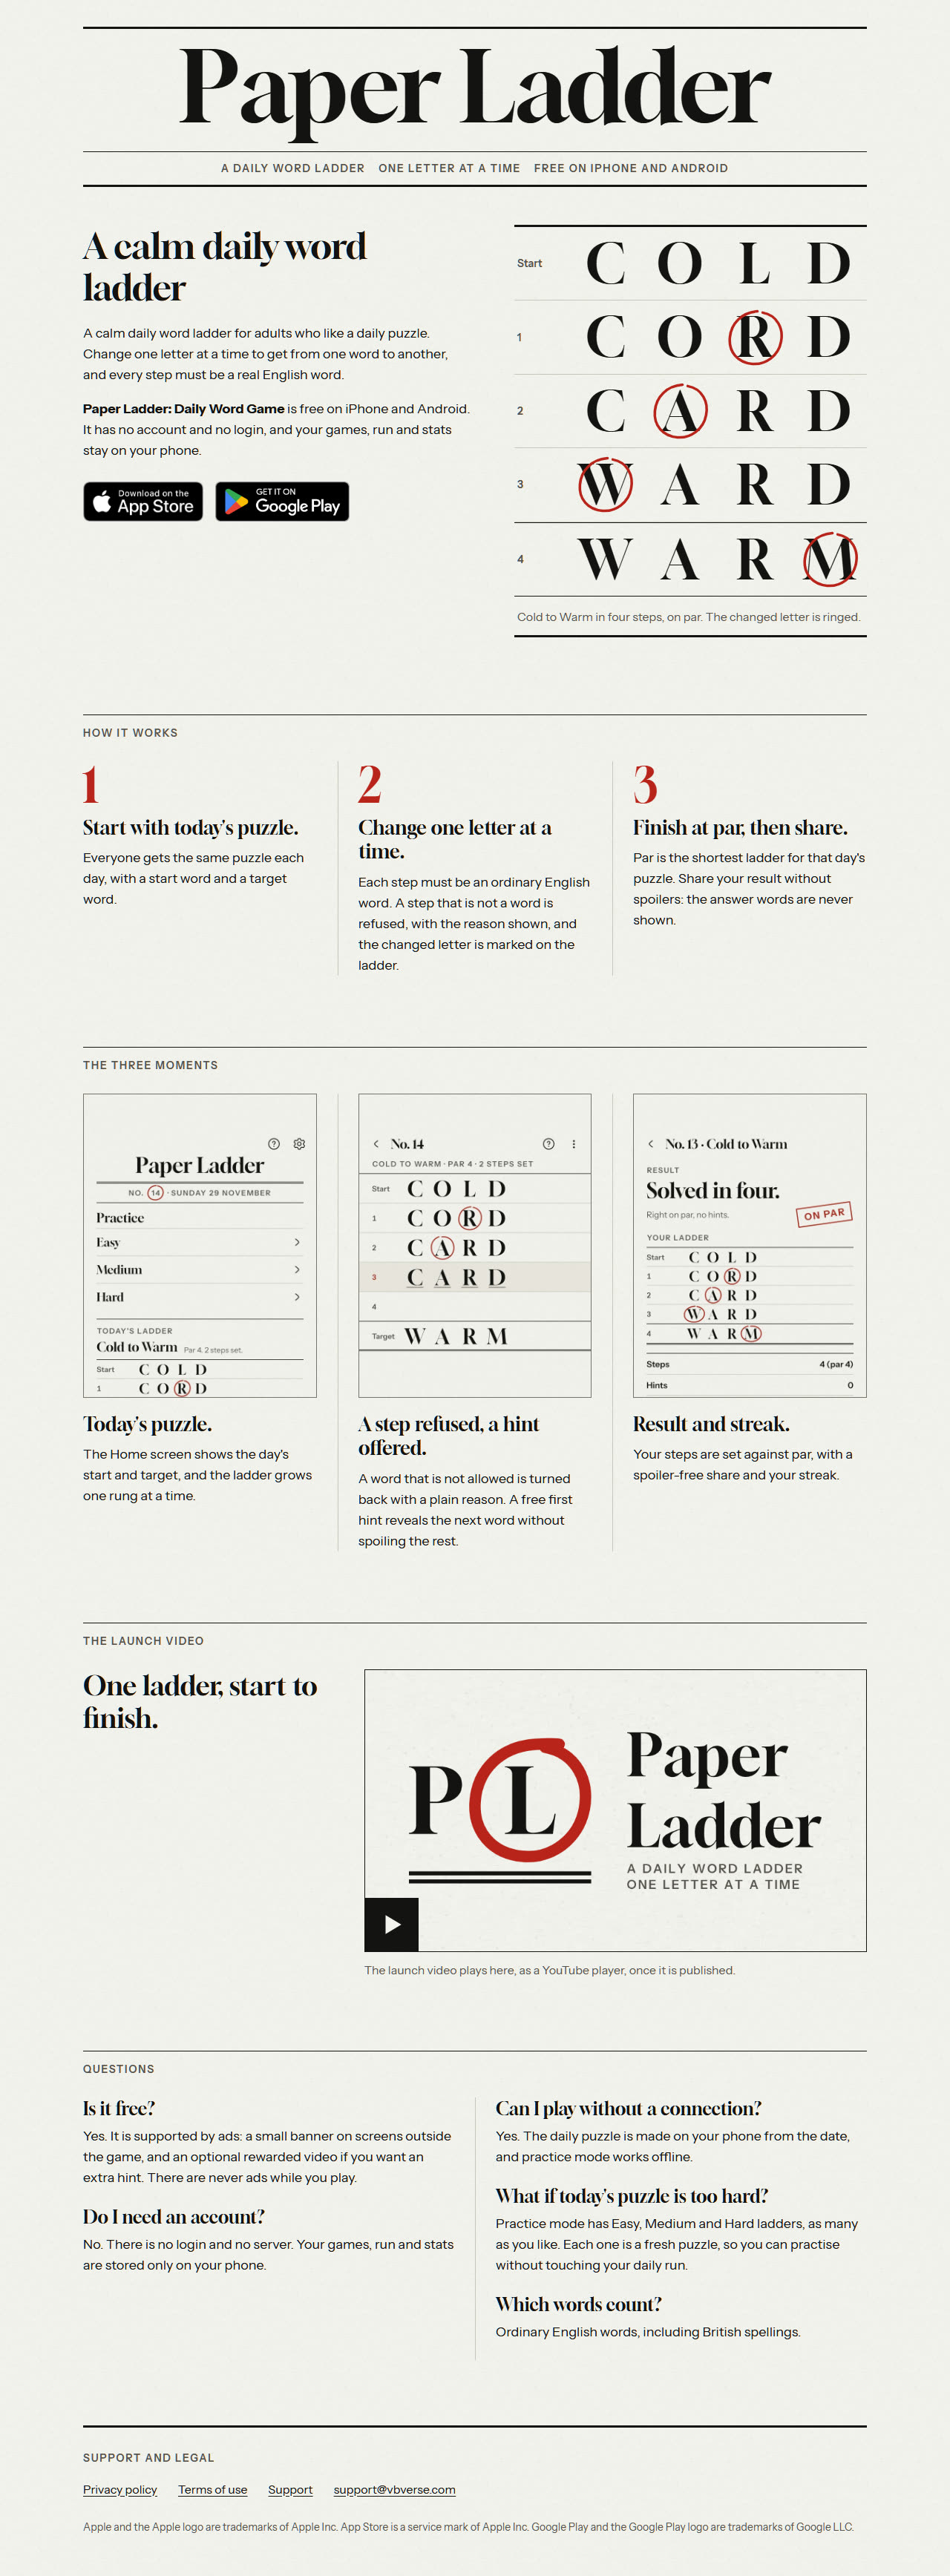 Paper Ladder
A DAILY WORD LADDER ONE LETTER AT A TIME FREE ON IPHONE AND ANDROID
A calm daily word
ladder
A calm daily word ladder for adults who like a daily puzzle.
Change one letter at a time to get from one word to another,
and every step must be a real English word.
Paper Ladder: Daily Word Game is free on iPhone and Android.
It has no account and no login, and your games, run and stats
stay on your phone.
Download on the
App Store
GET IT ON
Google Play
Start C O L D
1 C O R D
2 C A R D
3 W A R D
4 W A R M
Cold to Warm in four steps, on par. The changed letter is ringed.
HOW IT WORKS
1
Start with today's puzzle.
Everyone gets the same puzzle each
day, with a start word and a target
word.
2
Change one letter at a
time.
Each step must be an ordinary English
word. A step that is not a word is
refused, with the reason shown, and
the changed letter is marked on the
ladder.
3
Finish at par, then share.
Par is the shortest ladder for that day's
puzzle. Share your result without
spoilers: the answer words are never
shown.
THE THREE MOMENTS
Paper Ladder
NO. 14 · SUNDAY 29 NOVEMBER
Practice
Easy
Medium
Hard
TODAY'S LADDER
Cold to Warm Par 4. 2 steps set.
Start C O L D
1 C O R D
Today's puzzle.
The Home screen shows the day's
start and target, and the ladder grows
one rung at a time.
No. 14
COLD TO WARM · PAR 4 · 2 STEPS SET
Start C O L D
1 C O R D
2 C A R D
3 C A R D
4
Target W A R M
A step refused, a hint
offered.
A word that is not allowed is turned
back with a plain reason. A free first
hint reveals the next word without
spoiling the rest.
No. 13 · Cold to Warm
RESULT
Solved in four.
Right on par, no hints.
ON PAR
YOUR LADDER
Start C O L D
1 C O R D
2 C A R D
3 W A R D
4 W A R M
Steps 4 (par 4)
Hints 0
Result and streak.
Your steps are set against par, with a
spoiler-free share and your streak.
THE LAUNCH VIDEO
One ladder, start to
finish.
P L
Paper
Ladder
A DAILY WORD LADDER
ONE LETTER AT A TIME
The launch video plays here, as a YouTube player, once it is published.
QUESTIONS
Is it free?
Yes. It is supported by ads: a small banner on screens outside
the game, and an optional rewarded video if you want an
extra hint. There are never ads while you play.
Do I need an account?
No. There is no login and no server. Your games, run and stats
are stored only on your phone.
Can I play without a connection?
Yes. The daily puzzle is made on your phone from the date,
and practice mode works offline.
What if today's puzzle is too hard?
Practice mode has Easy, Medium and Hard ladders, as many
as you like. Each one is a fresh puzzle, so you can practise
without touching your daily run.
Which words count?
Ordinary English words, including British spellings.
SUPPORT AND LEGAL
Privacy policy Terms of use Support support@vbverse.com
Apple and the Apple logo are trademarks of Apple Inc. App Store is a service mark of Apple Inc. Google Play and the Google Play logo are trademarks of Google LLC.